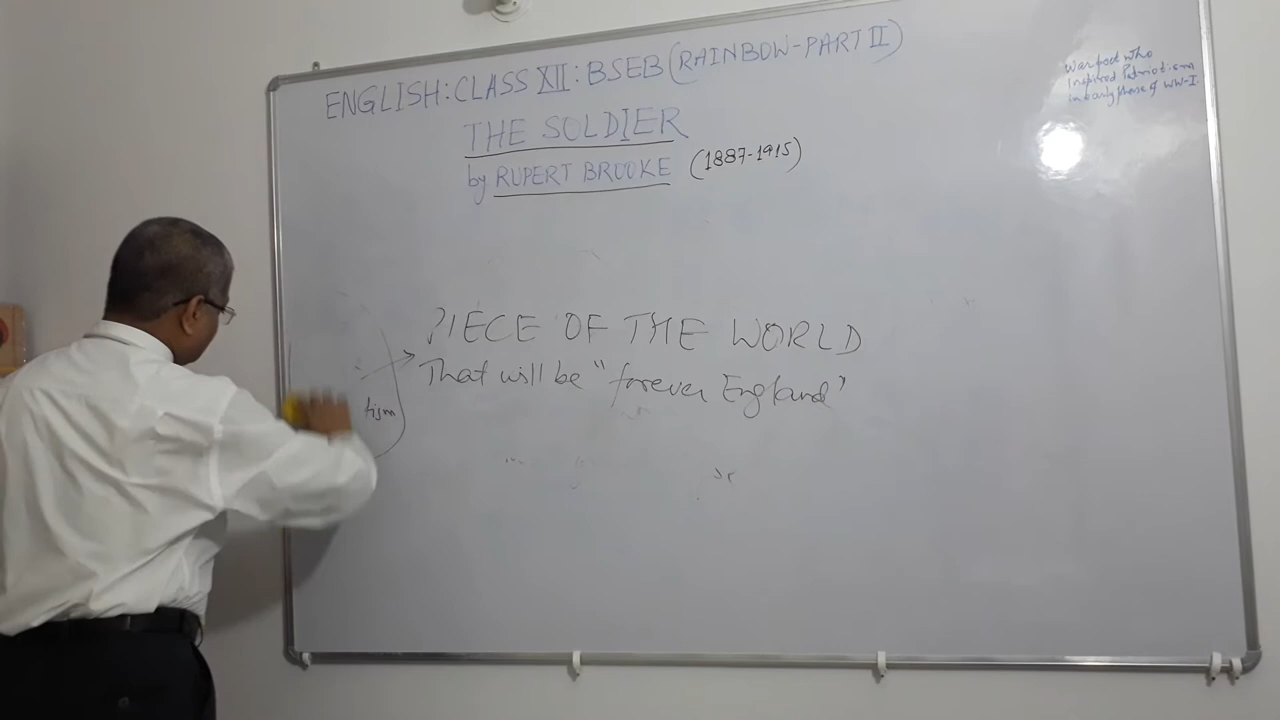 ENGLISH: CLASS XII: BSEB (RAINBOW-PART II)
THE SOLDIER
by RUPERT BROOKE (1887-1915)
War poet who
inspired Patriotism
in early phase of WW-I
PIECE OF THE WORLD
That will be "forever England"
tism